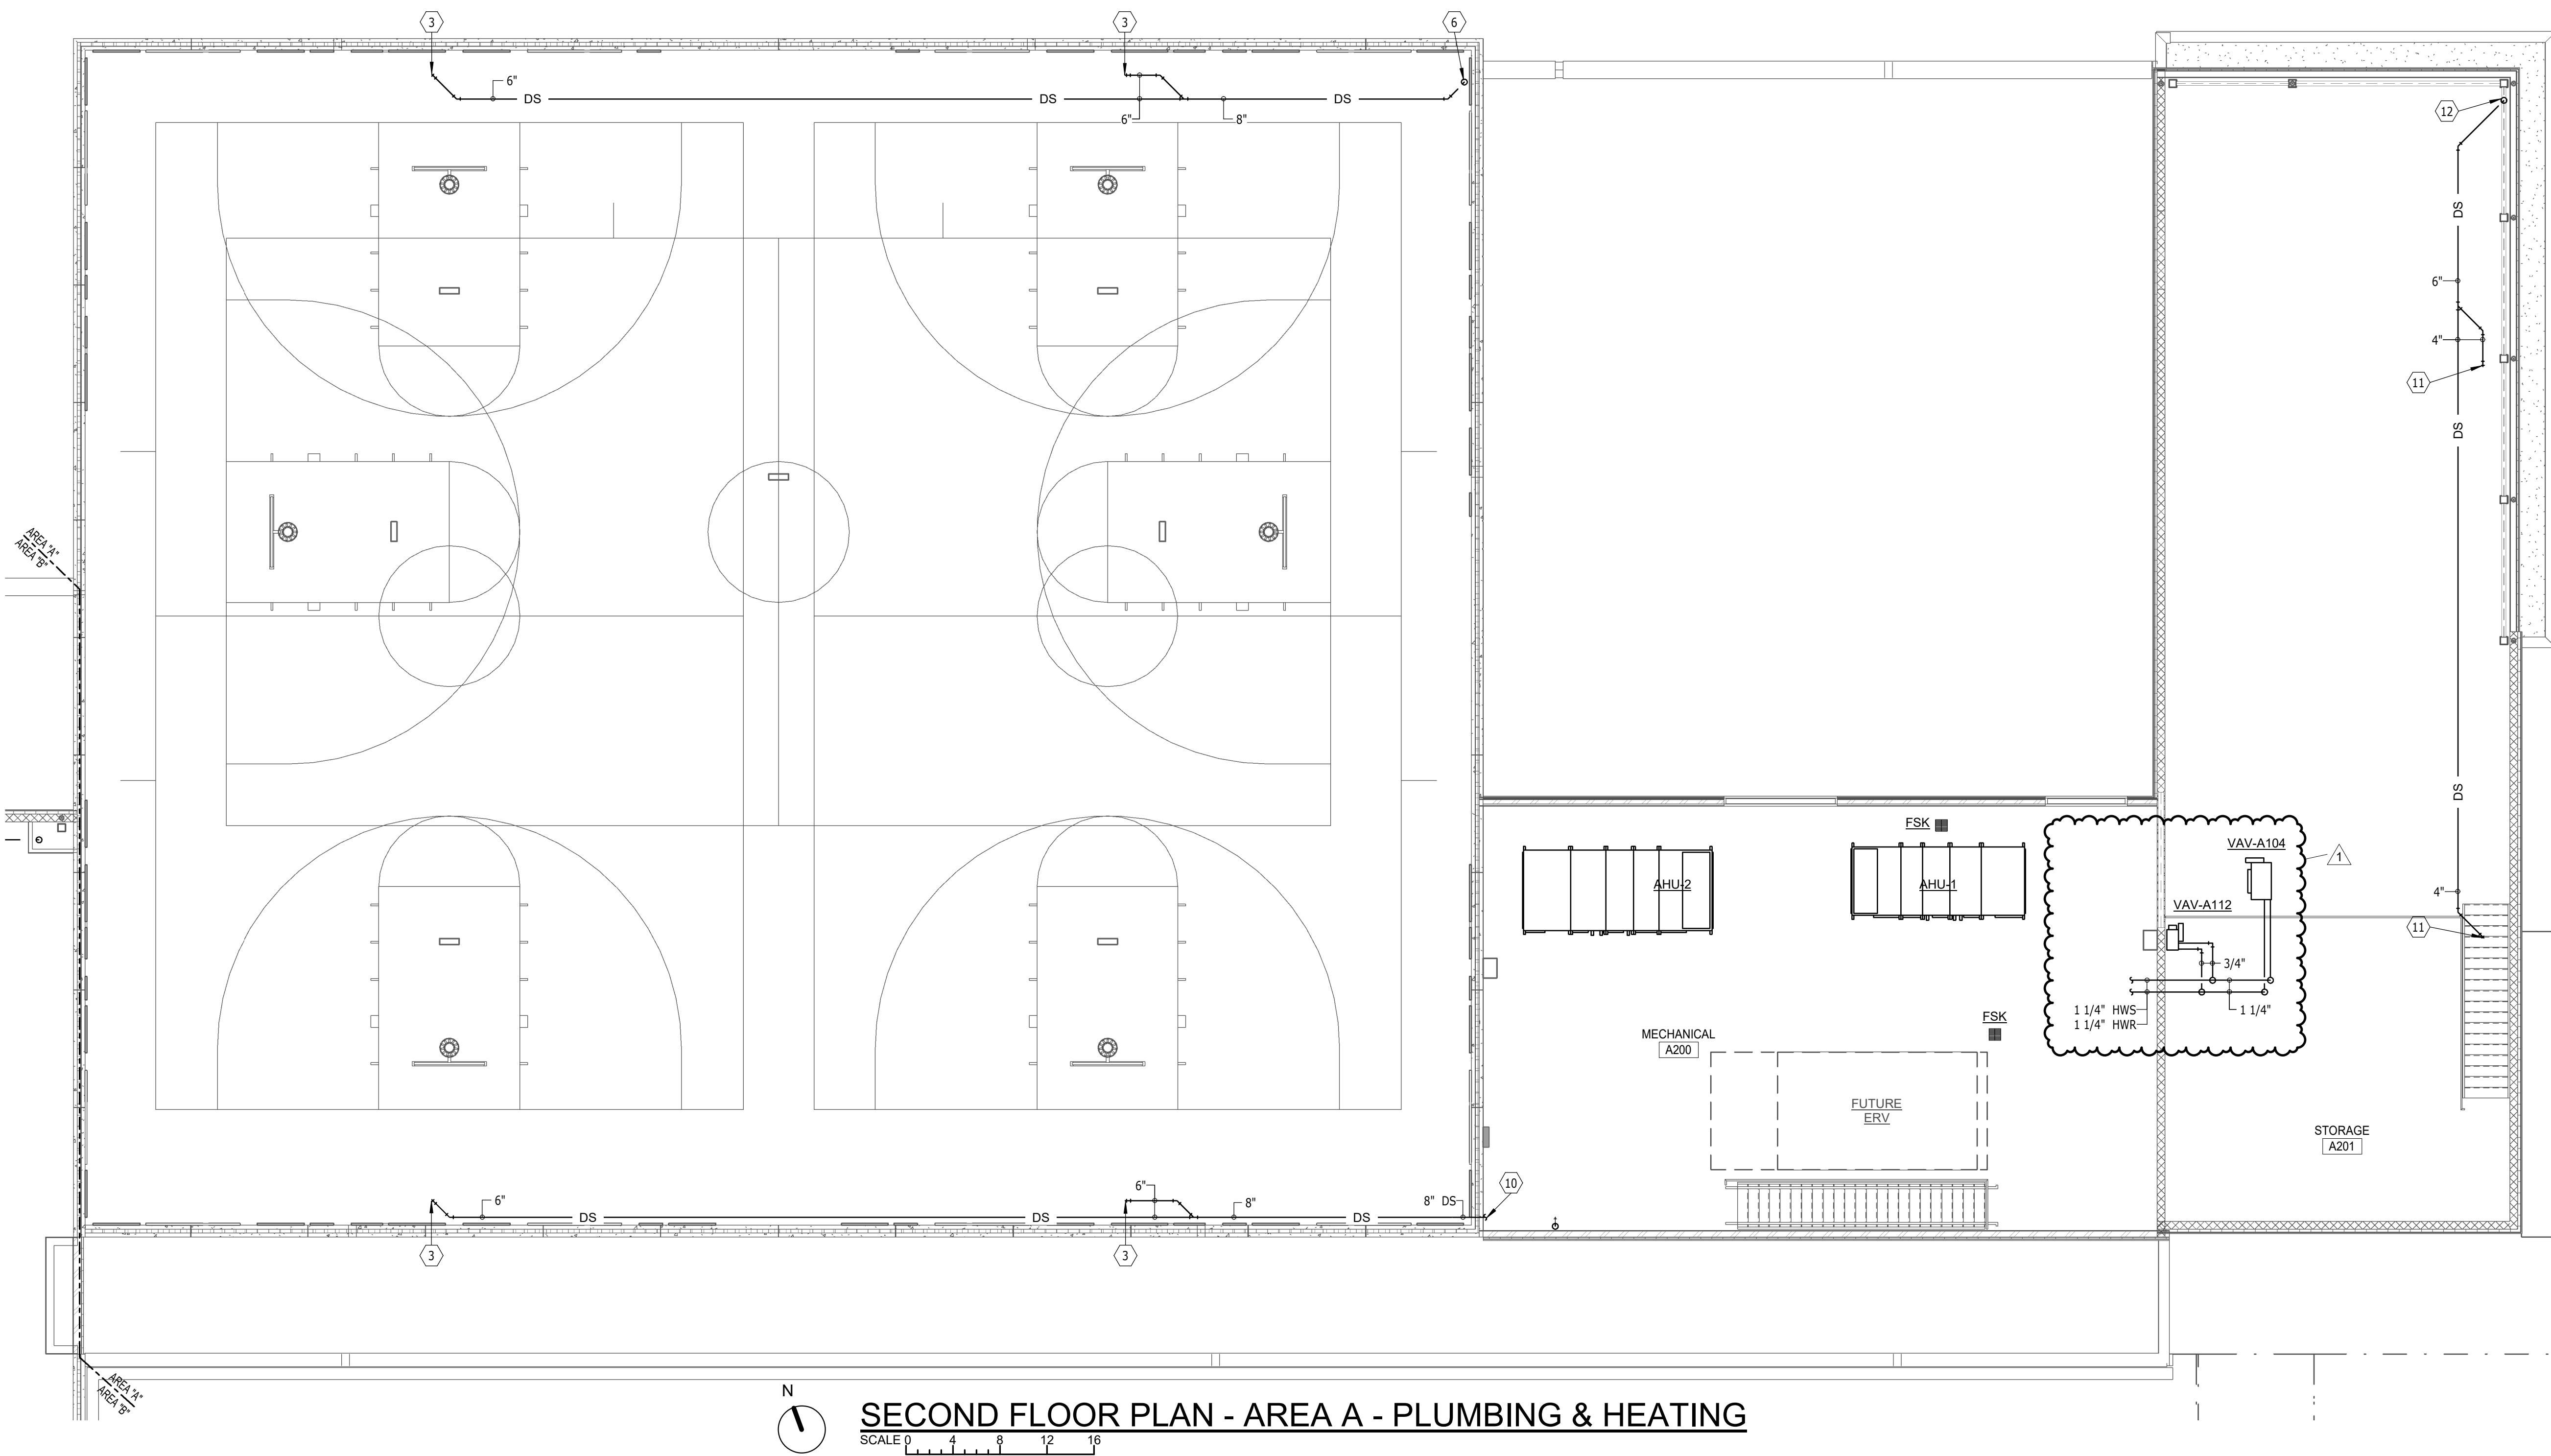 3
3
6
6"
DS
DS
DS
6"
8"
12
DS
6"
4"
11
DS
AREA "A"
AREA "B"
DS
FSK
VAV-A104
1
AHU-2
AHU-1
4"
VAV-A112
11
3/4"
1 1/4" HWS
1 1/4"
1 1/4" HWR
FSK
MECHANICAL
A200
FUTURE
ERV
STORAGE
A201
6"
DS
6"
DS
8"
DS
8" DS
10
3
3
AREA "A"
AREA "B"
N
SECOND FLOOR PLAN - AREA A - PLUMBING & HEATING
SCALE 0 4 8 12 16